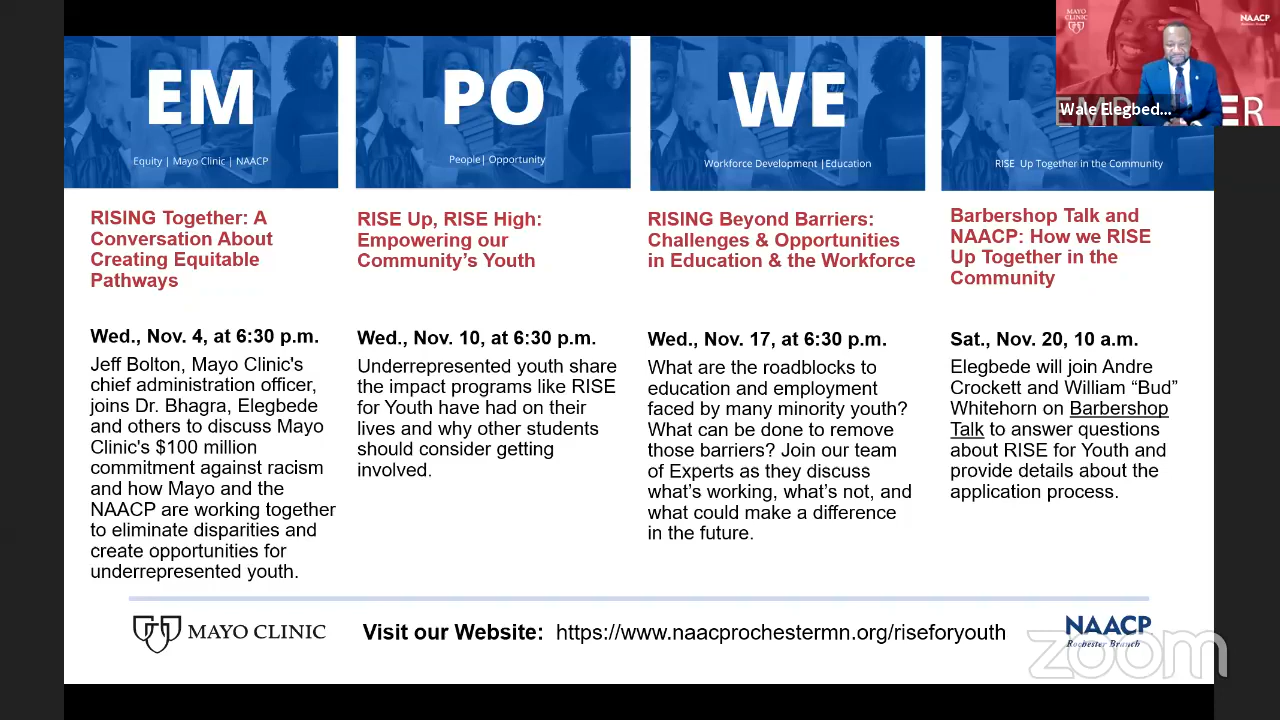 EM
Equity | Mayo Clinic | NAACP
RISING Together: A
Conversation About
Creating Equitable
Pathways
Wed., Nov. 4, at 6:30 p.m.
Jeff Bolton, Mayo Clinic's
chief administration officer,
joins Dr. Bhagra, Elegbede
and others to discuss Mayo
Clinic's $100 million
commitment against racism
and how Mayo and the
NAACP are working together
to eliminate disparities and
create opportunities for
underrepresented youth.
PO
People| Opportunity
RISE Up, RISE High:
Empowering our
Community's Youth
Wed., Nov. 10, at 6:30 p.m.
Underrepresented youth share
the impact programs like RISE
for Youth have had on their
lives and why other students
should consider getting
involved.
WE
Workforce Development |Education
RISING Beyond Barriers:
Challenges & Opportunities
in Education & the Workforce
Wed., Nov. 17, at 6:30 p.m.
What are the roadblocks to
education and employment
faced by many minority youth?
What can be done to remove
those barriers? Join our team
of Experts as they discuss
what's working, what's not, and
what could make a difference
in the future.
MAYO
CLINIC
NAACP
Wale Elegbed...
ER
RISE Up Together in the Community
Barbershop Talk and
NAACP: How we RISE
Up Together in the
Community
Sat., Nov. 20, 10 a.m.
Elegbede will join Andre
Crockett and William “Bud”
Whitehorn on Barbershop
Talk to answer questions
about RISE for Youth and
provide details about the
application process.
MAYO CLINIC
Visit our Website: https://www.naacprochestermn.org/riseforyouth
NAACP
Rochester Branch
zoom